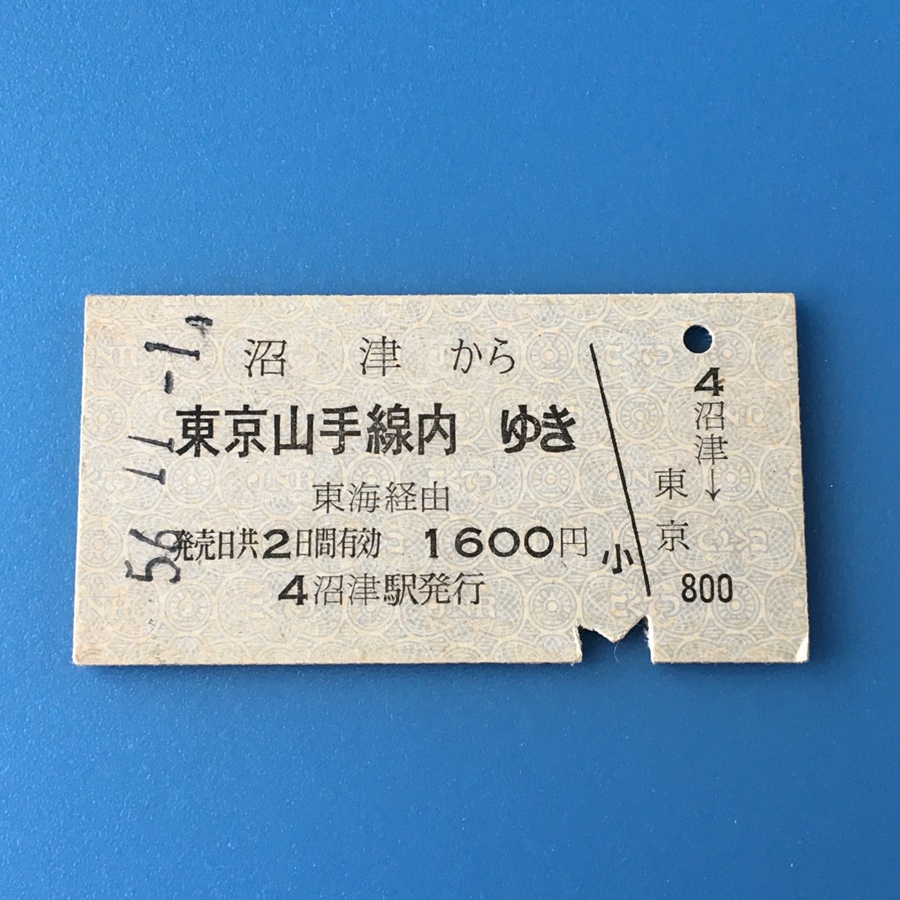 56.11.-1
沼津から
東京山手線内 ゆき
東海経由
発売日共2日間有効 1600円
4沼津駅発行
小
4
沼津→
東京
800